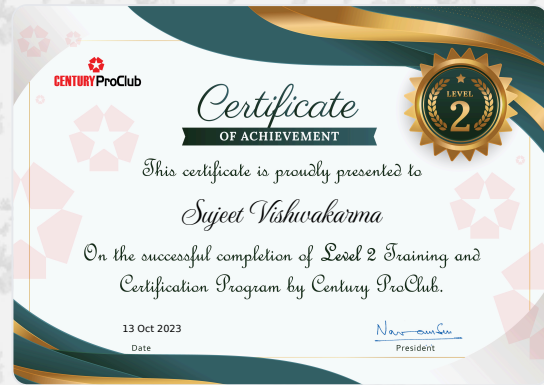 CENTURY ProClub
LEVEL
2
Certificate
OF ACHIEVEMENT
This certificate is proudly presented to
Sujeet Vishwakarma
On the successful completion of Level 2 Training and
Certification Program by Century ProClub.
13 Oct 2023
Date
President